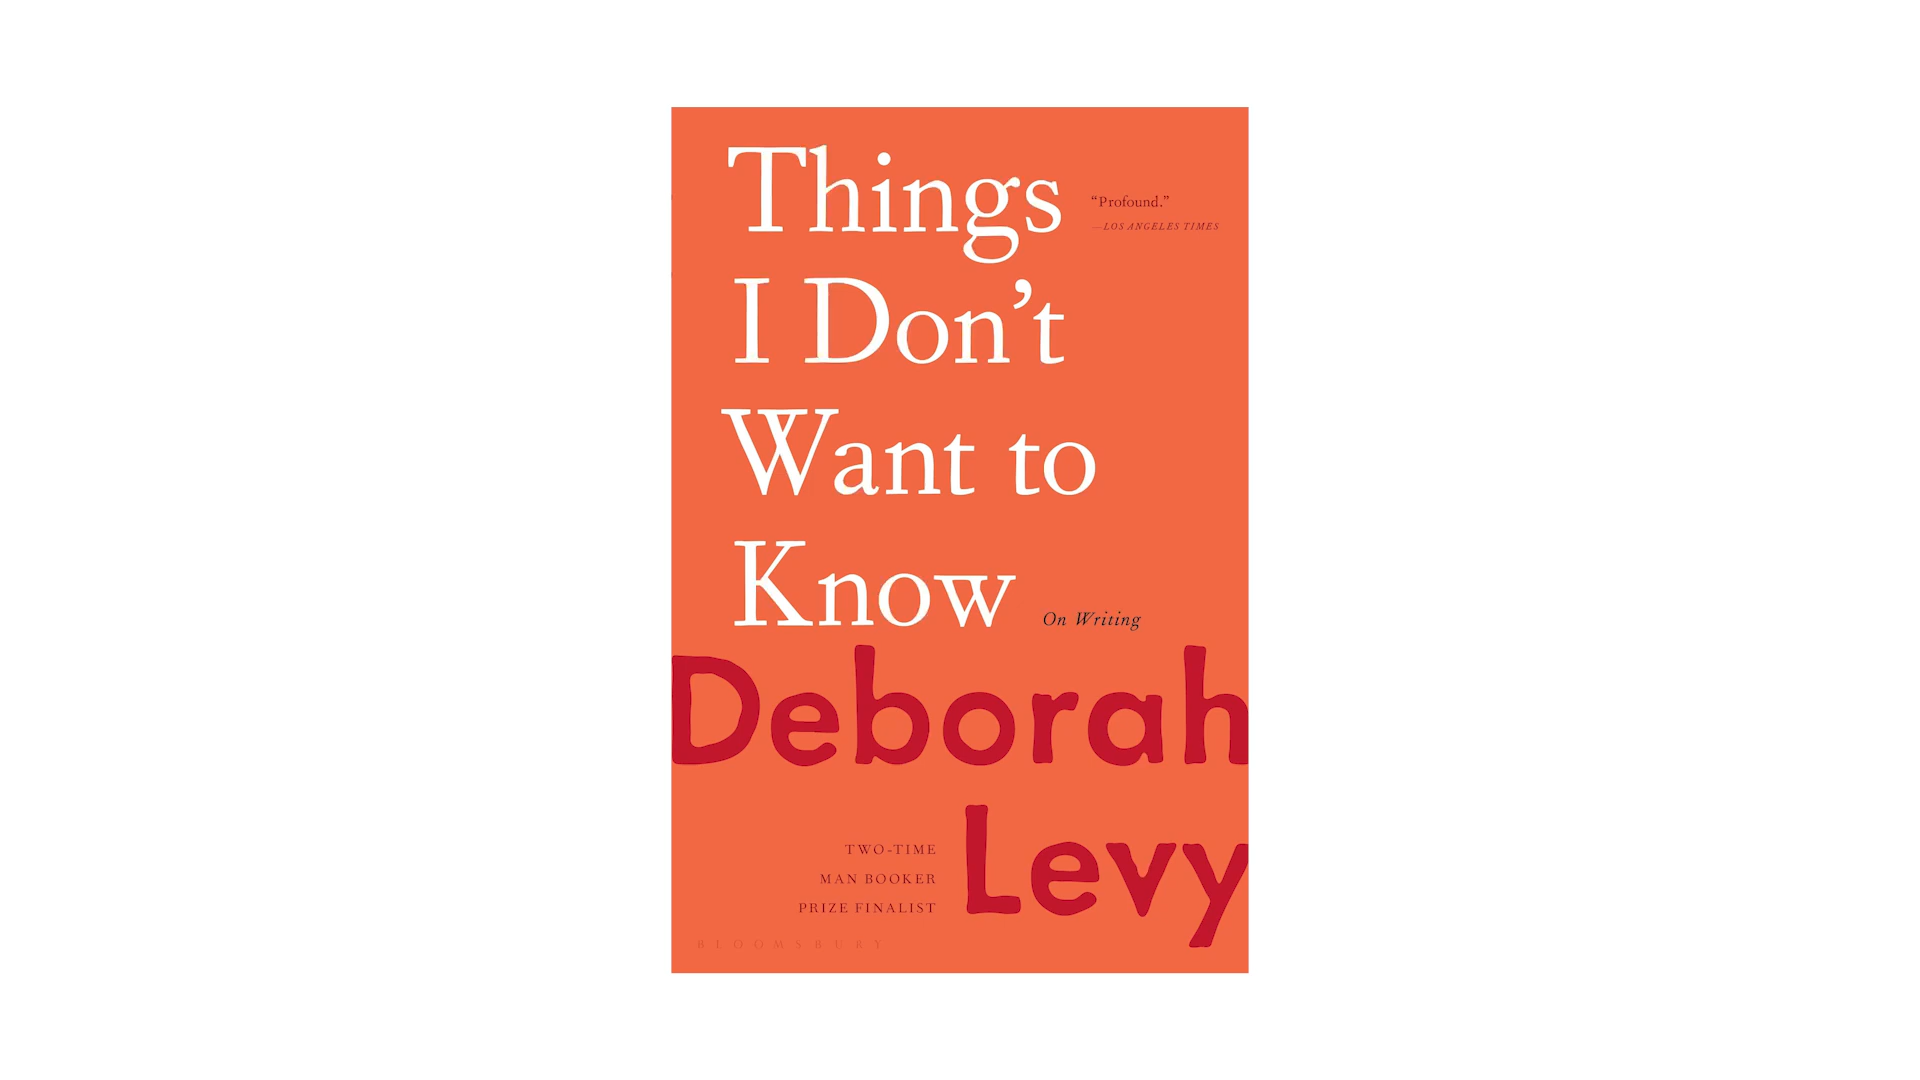 Things
“Profound.”
—LOS ANGELES TIMES
I Don’t
Want to
Know
On Writing
Deborah
Levy
TWO-TIME
MAN BOOKER
PRIZE FINALIST
BLOOMSBURY